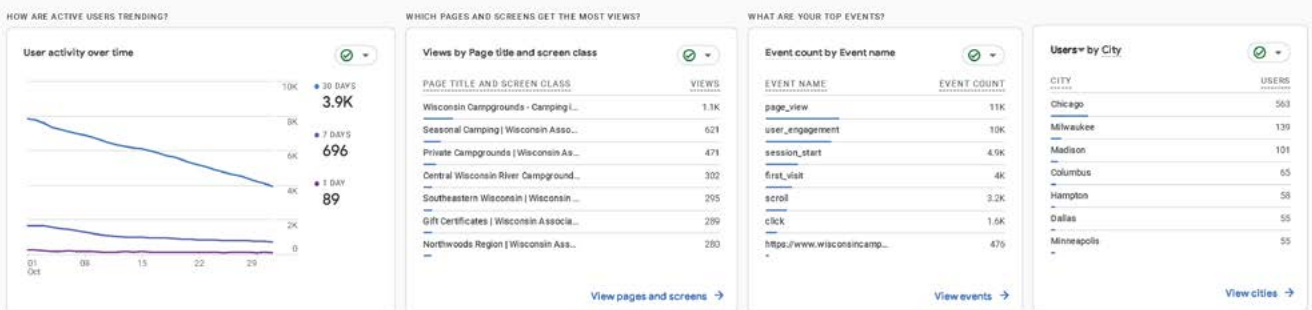 HOW ARE ACTIVE USERS TRENDING?
User activity over time
10K
8K
6K
4K
2K
0
01 Oct
08
15
22
29
30 DAYS
3.9K
7 DAYS
696
1 DAY
89
WHICH PAGES AND SCREENS GET THE MOST VIEWS?
Views by Page title and screen class
PAGE TITLE AND SCREEN CLASS VIEWS
Wisconsin Campgrounds - Camping i... 1.1K
Seasonal Camping | Wisconsin Asso... 621
Private Campgrounds | Wisconsin As... 471
Central Wisconsin River Campground... 302
Southeastern Wisconsin | Wisconsin ... 295
Gift Certificates | Wisconsin Associa... 289
Northwoods Region | Wisconsin Ass... 280
View pages and screens →
WHAT ARE YOUR TOP EVENTS?
Event count by Event name
EVENT NAME EVENT COUNT
page_view 11K
user_engagement 10K
session_start 4.9K
first_visit 4K
scroll 3.2K
click 1.6K
https://www.wisconsincamp... 476
View events →
Users by City
CITY USERS
Chicago 563
Milwaukee 139
Madison 101
Columbus 65
Hampton 58
Dallas 55
Minneapolis 55
View cities →